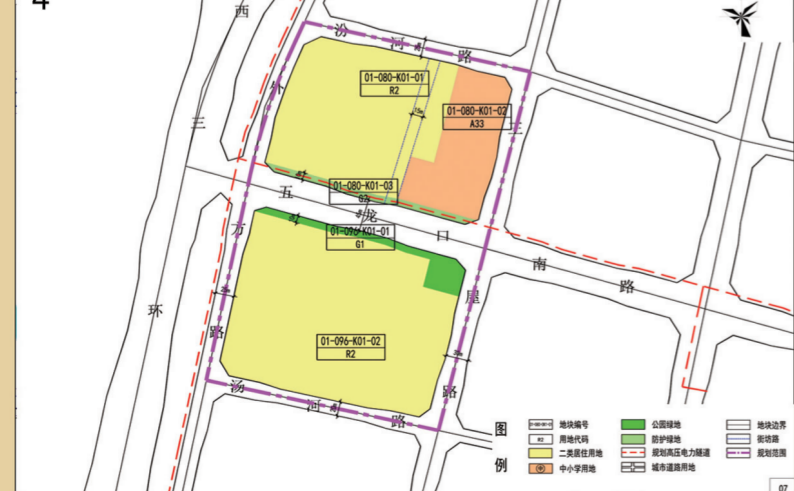 西
三
环
汾 河 路
外
方
路
王
屋
路
五 龙 口 南 路
汤 河 路
01-080-K01-01
R2
01-080-K01-02
A33
15m
01-080-K01-03
G2
01-096-K01-01
G1
01-096-K01-02
R2
图例
地块编号
R2 用地代码
二类居住用地
中小学用地
公园绿地
防护绿地
规划高压电力隧道
城市道路用地
地块边界
街坊路
规划范围
07